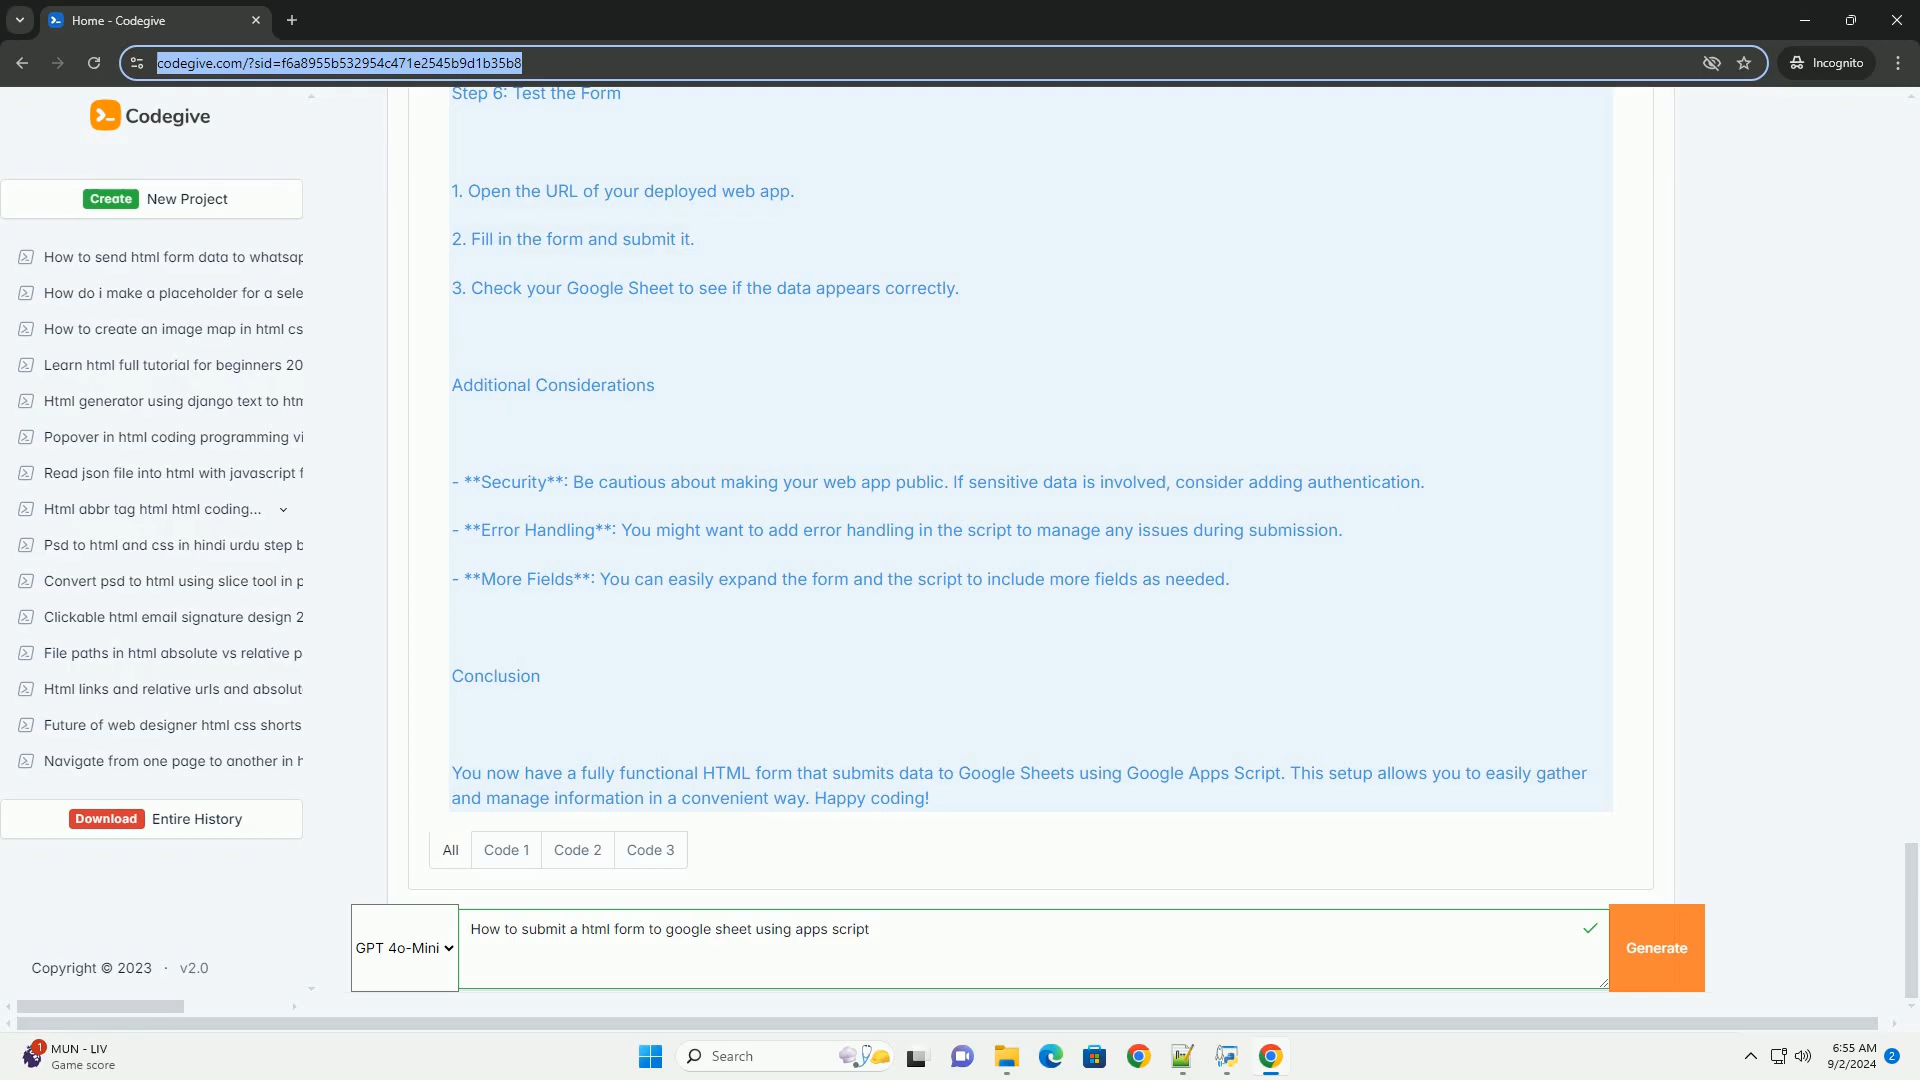 Home - Codegive
codegive.com/?sid=f6a8955b532954c471e2545b9d1b35b8
Incognito
Codegive
Create New Project
How to send html form data to whatsap
How do i make a placeholder for a sele
How to create an image map in html cs
Learn html full tutorial for beginners 20
Html generator using django text to htm
Popover in html coding programming vi
Read json file into html with javascript f
Html abbr tag html html coding...
Psd to html and css in hindi urdu step b
Convert psd to html using slice tool in p
Clickable html email signature design 2
File paths in html absolute vs relative p
Html links and relative urls and absolut
Future of web designer html css shorts
Navigate from one page to another in h
Download Entire History
Copyright © 2023 · v2.0
Step 6: Test the Form
1. Open the URL of your deployed web app.
2. Fill in the form and submit it.
3. Check your Google Sheet to see if the data appears correctly.
Additional Considerations
- **Security**: Be cautious about making your web app public. If sensitive data is involved, consider adding authentication.
- **Error Handling**: You might want to add error handling in the script to manage any issues during submission.
- **More Fields**: You can easily expand the form and the script to include more fields as needed.
Conclusion
You now have a fully functional HTML form that submits data to Google Sheets using Google Apps Script. This setup allows you to easily gather
and manage information in a convenient way. Happy coding!
All Code 1 Code 2 Code 3
GPT 4o-Mini
How to submit a html form to google sheet using apps script
Generate
1
MUN - LIV
Game score
Search
6:55 AM
9/2/2024
2